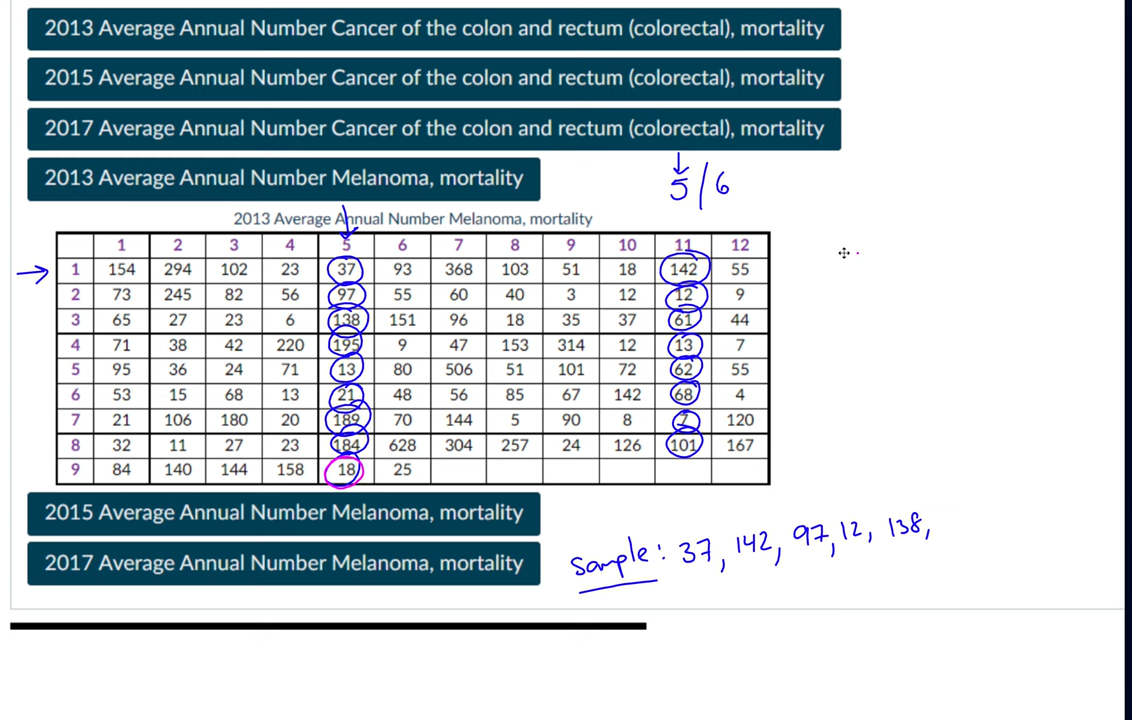 2013 Average Annual Number Cancer of the colon and rectum (colorectal), mortality
2015 Average Annual Number Cancer of the colon and rectum (colorectal), mortality
2017 Average Annual Number Cancer of the colon and rectum (colorectal), mortality
2013 Average Annual Number Melanoma, mortality
5/6
2013 Average Annual Number Melanoma, mortality
1 2 3 4 5 6 7 8 9 10 11 12
1 154 294 102 23 37 93 368 103 51 18 142 55
2 73 245 82 56 97 55 60 40 3 12 12 9
3 65 27 23 6 138 151 96 18 35 37 61 44
4 71 38 42 220 195 9 47 153 314 12 13 7
5 95 36 24 71 13 80 506 51 101 72 62 55
6 53 15 68 13 21 48 56 85 67 142 68 4
7 21 106 180 20 189 70 144 5 90 8 7 120
8 32 11 27 23 184 628 304 257 24 126 101 167
9 84 140 144 158 18 25
2015 Average Annual Number Melanoma, mortality
2017 Average Annual Number Melanoma, mortality
Sample: 37, 142, 97, 12, 138,